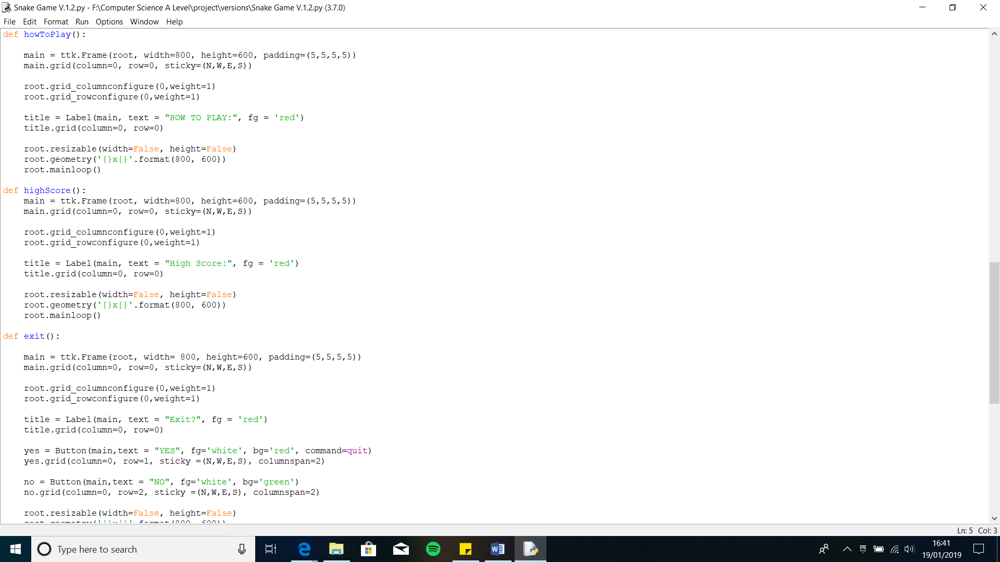 Snake Game V.1.2.py - F:\Computer Science A Level\project\versions\Snake Game V.1.2.py (3.7.0)
File Edit Format Run Options Window Help
def howToPlay():
    main = ttk.Frame(root, width=800, height=600, padding=(5,5,5,5))
    main.grid(column=0, row=0, sticky=(N,W,E,S))
    root.grid_columnconfigure(0,weight=1)
    root.grid_rowconfigure(0,weight=1)
    title = Label(main, text = "HOW TO PLAY:", fg = 'red')
    title.grid(column=0, row=0)
    root.resizable(width=False, height=False)
    root.geometry('{}x{}'.format(800, 600))
    root.mainloop()
def highScore():
    main = ttk.Frame(root, width=800, height=600, padding=(5,5,5,5))
    main.grid(column=0, row=0, sticky=(N,W,E,S))
    root.grid_columnconfigure(0,weight=1)
    root.grid_rowconfigure(0,weight=1)
    title = Label(main, text = "High Score:", fg = 'red')
    title.grid(column=0, row=0)
    root.resizable(width=False, height=False)
    root.geometry('{}x{}'.format(800, 600))
    root.mainloop()
def exit():
    main = ttk.Frame(root, width= 800, height=600, padding=(5,5,5,5))
    main.grid(column=0, row=0, sticky=(N,W,E,S))
    root.grid_columnconfigure(0,weight=1)
    root.grid_rowconfigure(0,weight=1)
    title = Label(main, text = "Exit?", fg = 'red')
    title.grid(column=0, row=0)
    yes = Button(main,text = "YES", fg='white', bg='red', command=quit)
    yes.grid(column=0, row=1, sticky =(N,W,E,S), columnspan=2)
    no = Button(main,text = "NO", fg='white', bg='green')
    no.grid(column=0, row=2, sticky =(N,W,E,S), columnspan=2)
    root.resizable(width=False, height=False)
    root.geometry('{}x{}'.format(800, 600))
Ln: 5 Col: 3
Type here to search
EPIC
16:41
19/01/2019